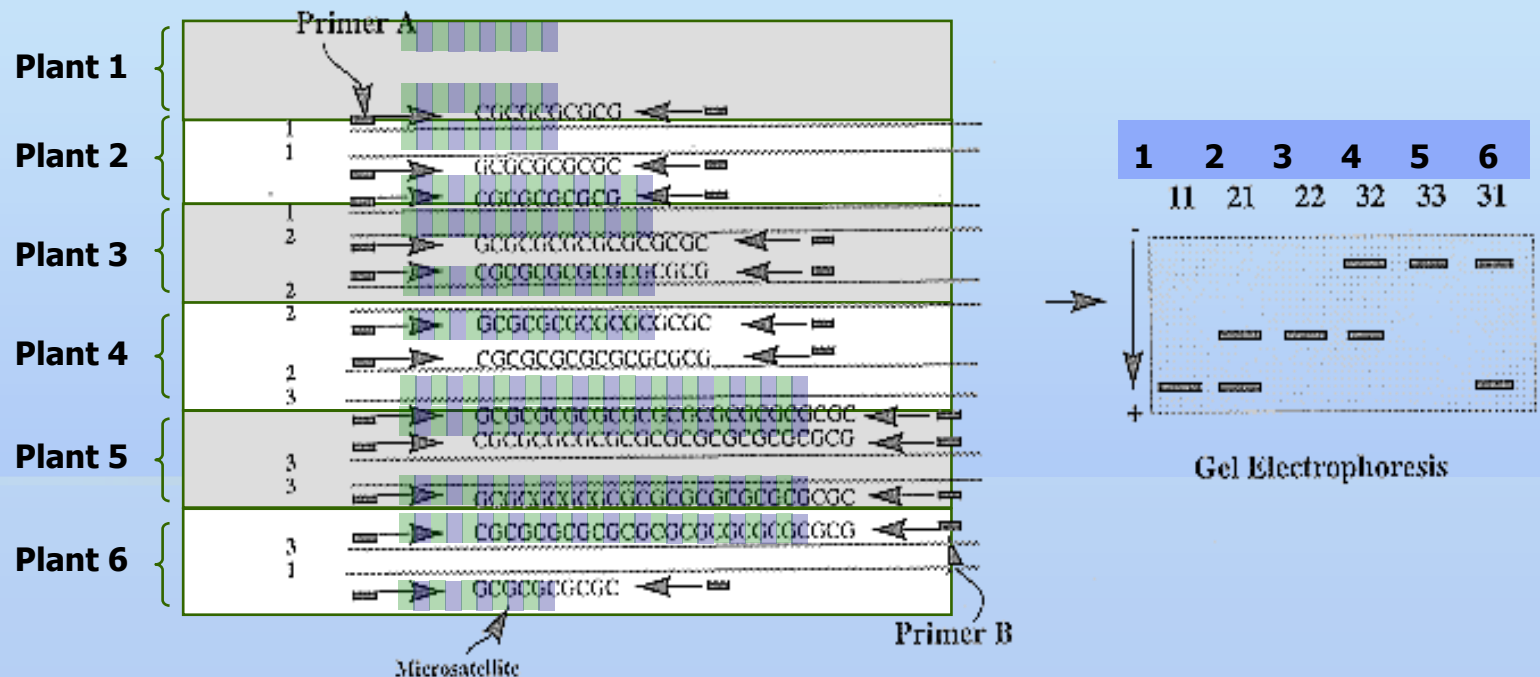 Primer A
Plant 1
CGCGCGCGCG
1
1
Plant 2
GCGCGCGCGC
CGCGCGCGCG
1
2
Plant 3
GCGCGCGCGCGCGCGC
CGCGCGCGCGCGCGCG
2
2
Plant 4
GCGCGCGCGCGCGCGC
CGCGCGCGCGCGCGCG
2
3
Plant 5
3
3
Plant 6
3
1
GCGCGCGCGC
Microsatellite
Primer B
1 2 3 4 5 6
11 21 22 32 33 31
-
+
Gel Electrophoresis